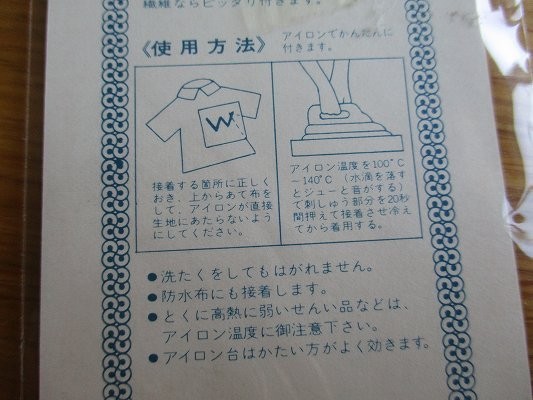 繊維ならピッタリ付きます。
《使用方法》
アイロンでかんたんに
付きます。
W
接着する箇所に正しく
おき、上からあて布を
して、アイロンが直接
生地にあたらないよう
にしてください。
アイロン温度を100°C
−140°C（水滴を落す
とジューと音がする）
で刺しゅう部分を20秒
間押えて接着させ冷え
てから着用する。
●洗たくをしてもはがれません。
●防水布にも接着します。
●とくに高熱に弱いせんい品などは、
アイロン温度に御注意下さい。
●アイロン台はかたい方がよく効きます。